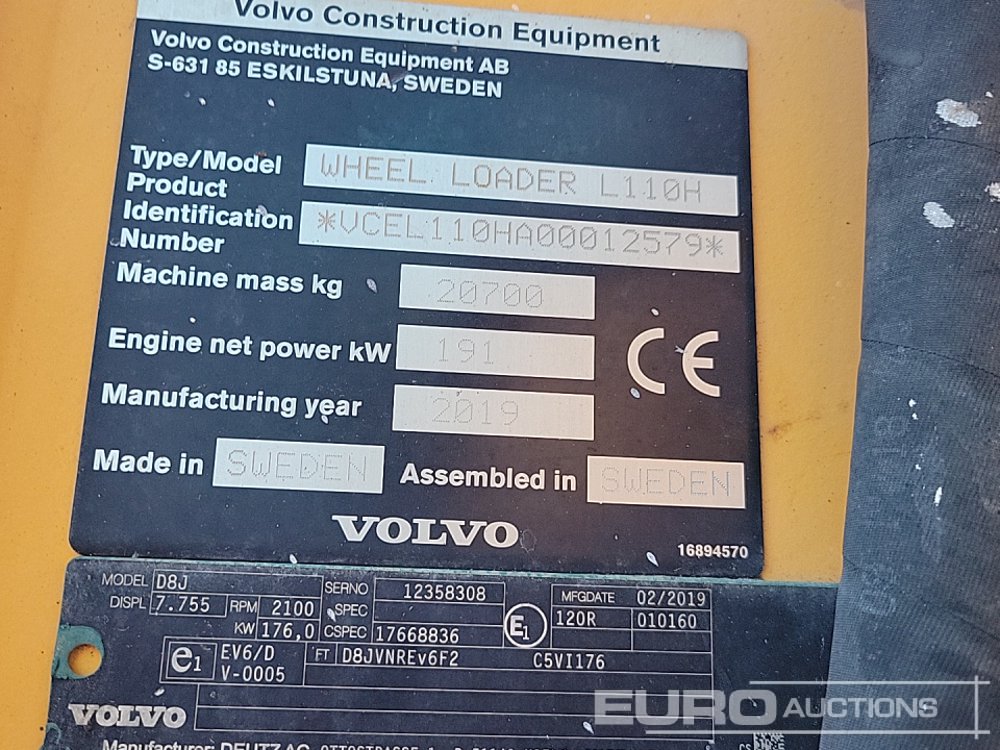 Volvo Construction Equipment
Volvo Construction Equipment AB
S-631 85 ESKILSTUNA, SWEDEN
Type/Model WHEEL LOADER L110H
Product
Identification
Number *VCEL110HA00012579*
Machine mass kg 20700
Engine net power kW 191
Manufacturing year 2019
CE
Made in SWEDEN Assembled in SWEDEN
VOLVO
16894570
MODEL D8J SERNO 12358308 MFGDATE 02/2019
DISPL 7.755 RPM 2100 SPEC E1 120R 010160
KW 176,0 CSPEC 17668836
e1 EV6/D FT D8JVNREv6F2 C5VI176
V-0005
VOLVO
Manufacturer: DEUTZ AG
EURO AUCTIONS